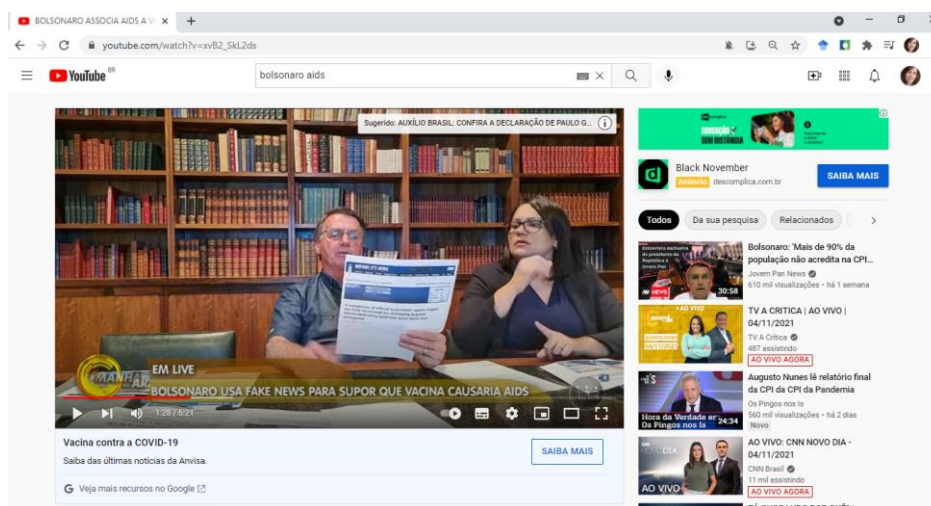 BOLSONARO ASSOCIA AIDS A V
youtube.com/watch?v=xvB2_SkL2ds
YouTube BR
bolsonaro aids
Sugerido: AUXÍLIO BRASIL: CONFIRA A DECLARAÇÃO DE PAULO G...
EM LIVE
BOLSONARO USA FAKE NEWS PARA SUPOR QUE VACINA CAUSARIA AIDS
1:28 / 6:21
Vacina contra a COVID-19
Saiba das últimas notícias da Anvisa.
SAIBA MAIS
Veja mais recursos no Google
EDUCAÇÃO
SEM DISTÂNCIA
Black November
Anúncio descomplica.com.br
SAIBA MAIS
Todos
Da sua pesquisa
Relacionados
30:58
Bolsonaro: 'Mais de 90% da
população não acredita na CPI...
Jovem Pan News
610 mil visualizações • há 1 semana
TV A CRITICA | AO VIVO |
04/11/2021
TV A Crítica
487 assistindo
AO VIVO AGORA
Hora da Verdade
Os Pingos nos Is
24:34
Augusto Nunes lê relatório final
da CPI da CPI da Pandemia
Os Pingos nos Is
560 mil visualizações • há 2 dias
Novo
AO VIVO
AO VIVO: CNN NOVO DIA -
04/11/2021
CNN Brasil
11 mil assistindo
AO VIVO AGORA